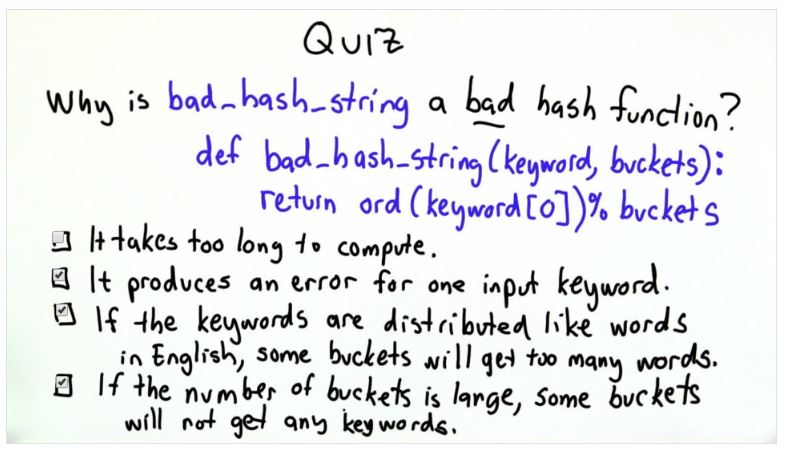 Quiz
Why is bad_hash_string a bad hash function?
def bad_hash_string(keyword, buckets):
return ord(keyword[0])% buckets
It takes too long to compute.
It produces an error for one input keyword.
If the keywords are distributed like words
in English, some buckets will get too many words.
If the number of buckets is large, some buckets
will not get any keywords.